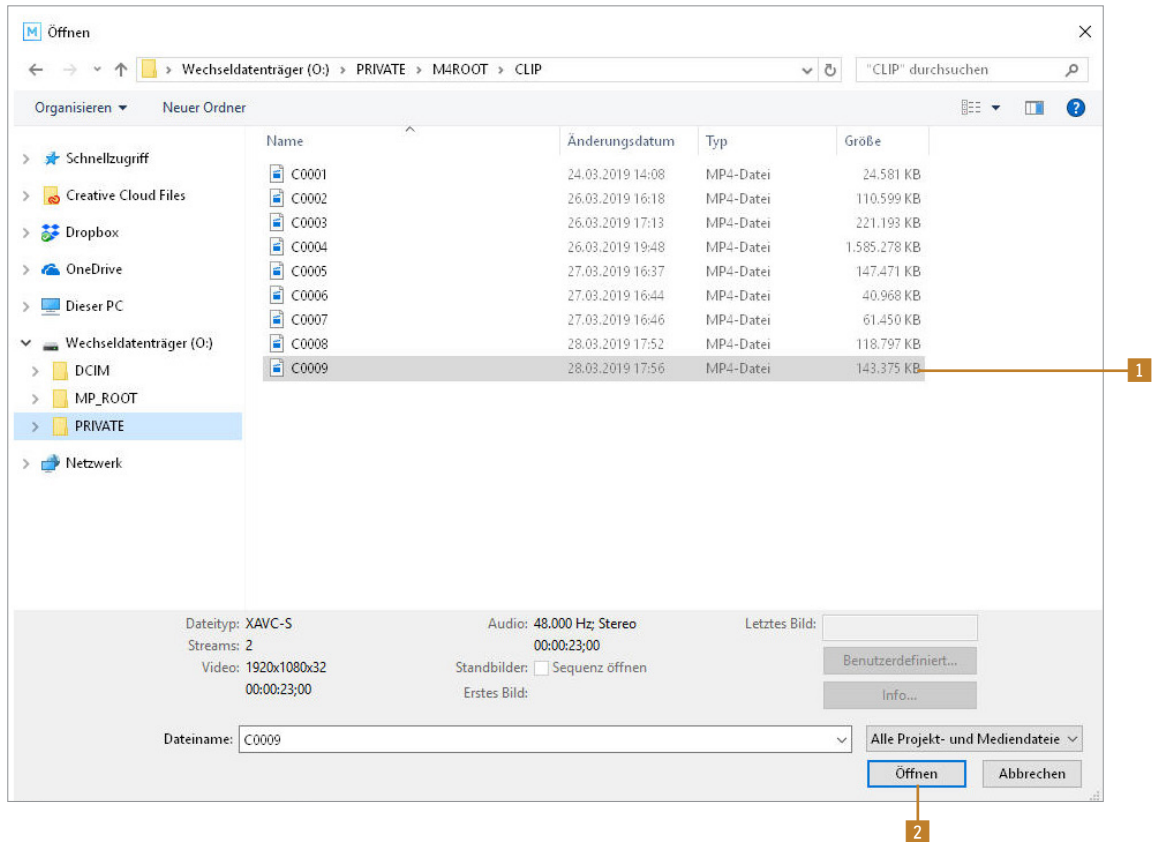 M Öffnen
Wechseldatenträger (O:) > PRIVATE > M4ROOT > CLIP
"CLIP" durchsuchen
Organisieren Neuer Ordner
Name Änderungsdatum Typ Größe
Schnellzugriff
Creative Cloud Files
Dropbox
OneDrive
Dieser PC
Wechseldatenträger (O:)
DCIM
MP_ROOT
PRIVATE
Netzwerk
C0001 24.03.2019 14:08 MP4-Datei 24.581 KB
C0002 26.03.2019 16:18 MP4-Datei 110.599 KB
C0003 26.03.2019 17:13 MP4-Datei 221.193 KB
C0004 26.03.2019 19:48 MP4-Datei 1.585.278 KB
C0005 27.03.2019 16:37 MP4-Datei 147.471 KB
C0006 27.03.2019 16:44 MP4-Datei 40.968 KB
C0007 27.03.2019 16:46 MP4-Datei 61.450 KB
C0008 28.03.2019 17:52 MP4-Datei 118.797 KB
C0009 28.03.2019 17:56 MP4-Datei 143.375 KB
1
Dateityp: XAVC-S
Streams: 2
Video: 1920x1080x32
00:00:23;00
Audio: 48.000 Hz; Stereo
00:00:23;00
Standbilder: Sequenz öffnen
Erstes Bild:
Letztes Bild:
Benutzerdefiniert...
Info...
Dateiname: C0009
Alle Projekt- und Mediendateie
Öffnen Abbrechen
2